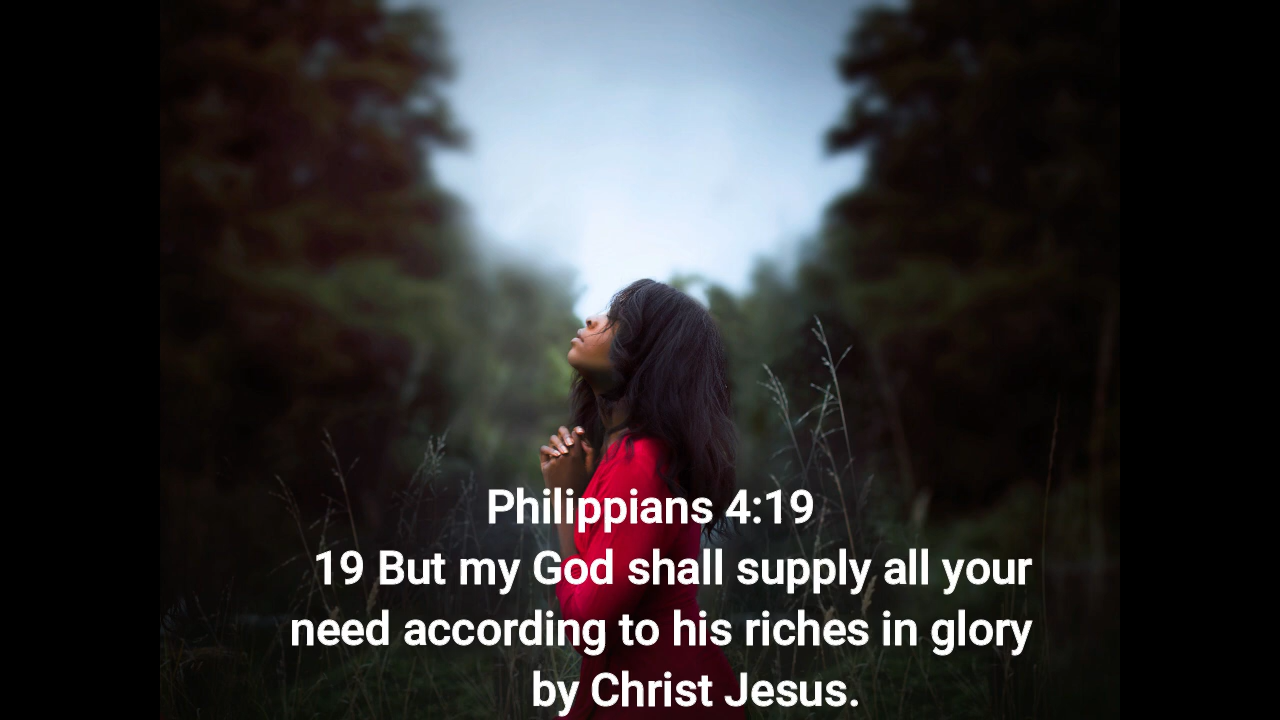 Philippians 4:19
19 But my God shall supply all your
need according to his riches in glory
by Christ Jesus.